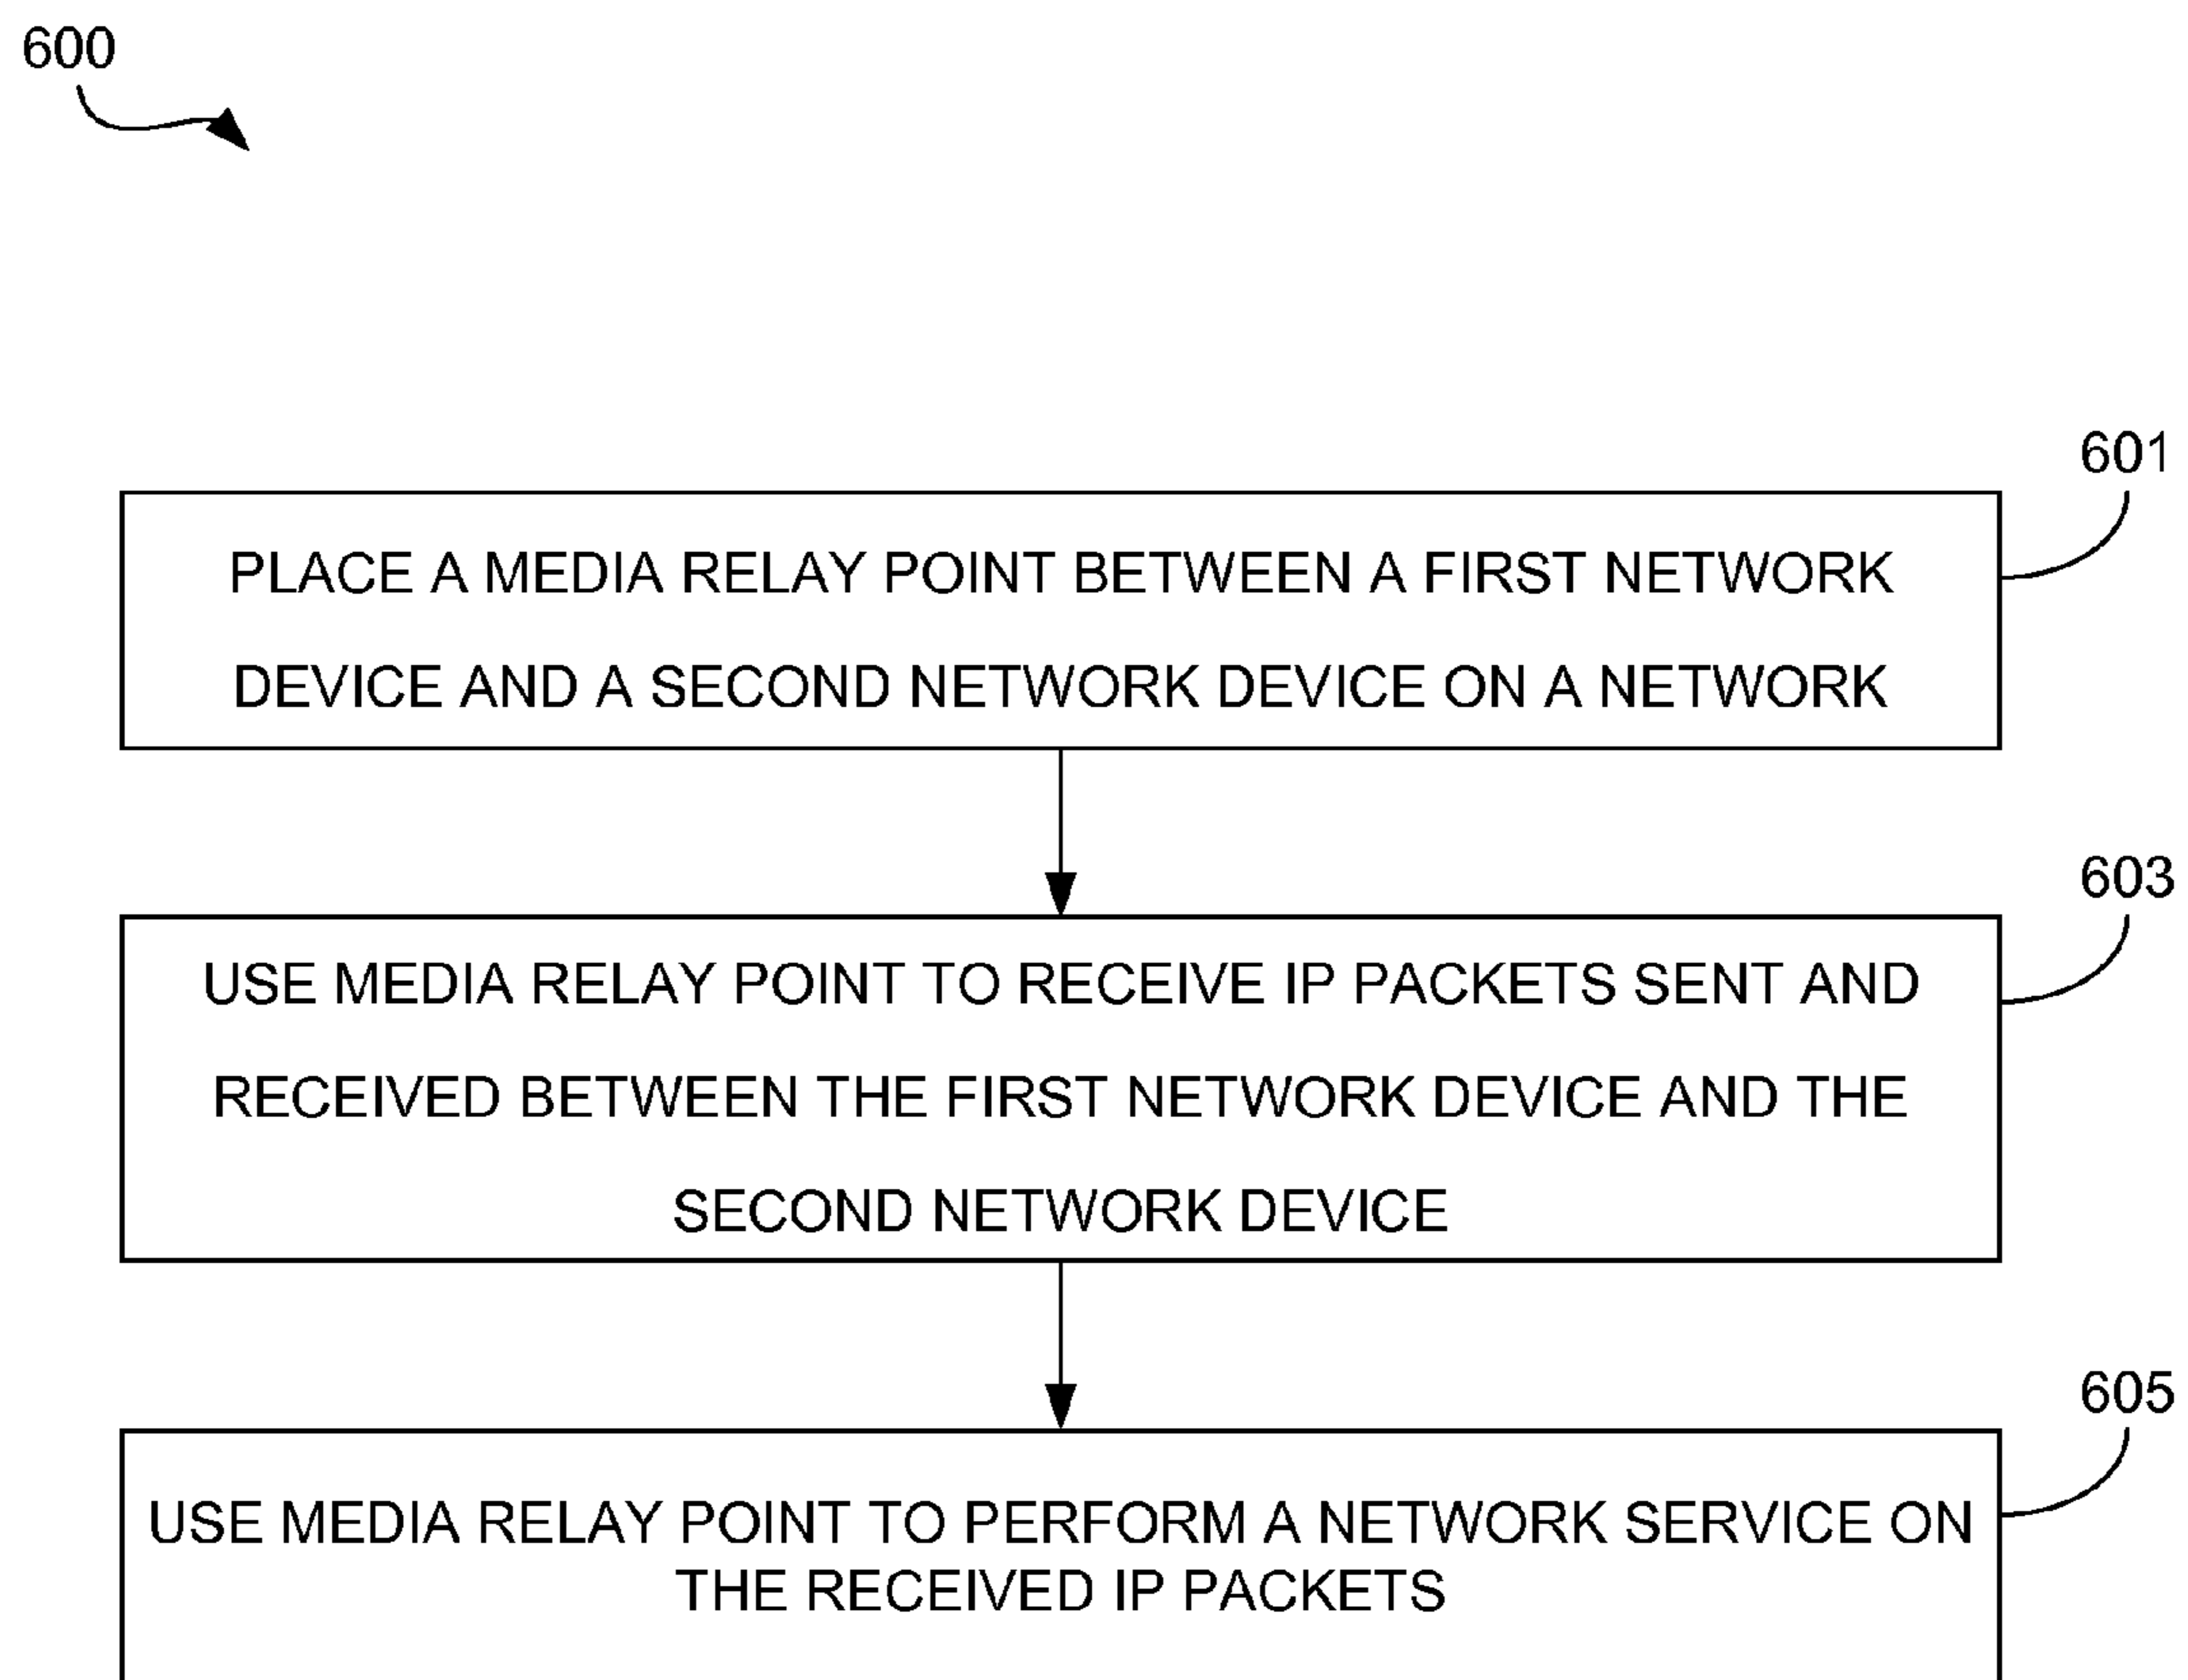 600
601
PLACE A MEDIA RELAY POINT BETWEEN A FIRST NETWORK
DEVICE AND A SECOND NETWORK DEVICE ON A NETWORK
603
USE MEDIA RELAY POINT TO RECEIVE IP PACKETS SENT AND
RECEIVED BETWEEN THE FIRST NETWORK DEVICE AND THE
SECOND NETWORK DEVICE
605
USE MEDIA RELAY POINT TO PERFORM A NETWORK SERVICE ON
THE RECEIVED IP PACKETS